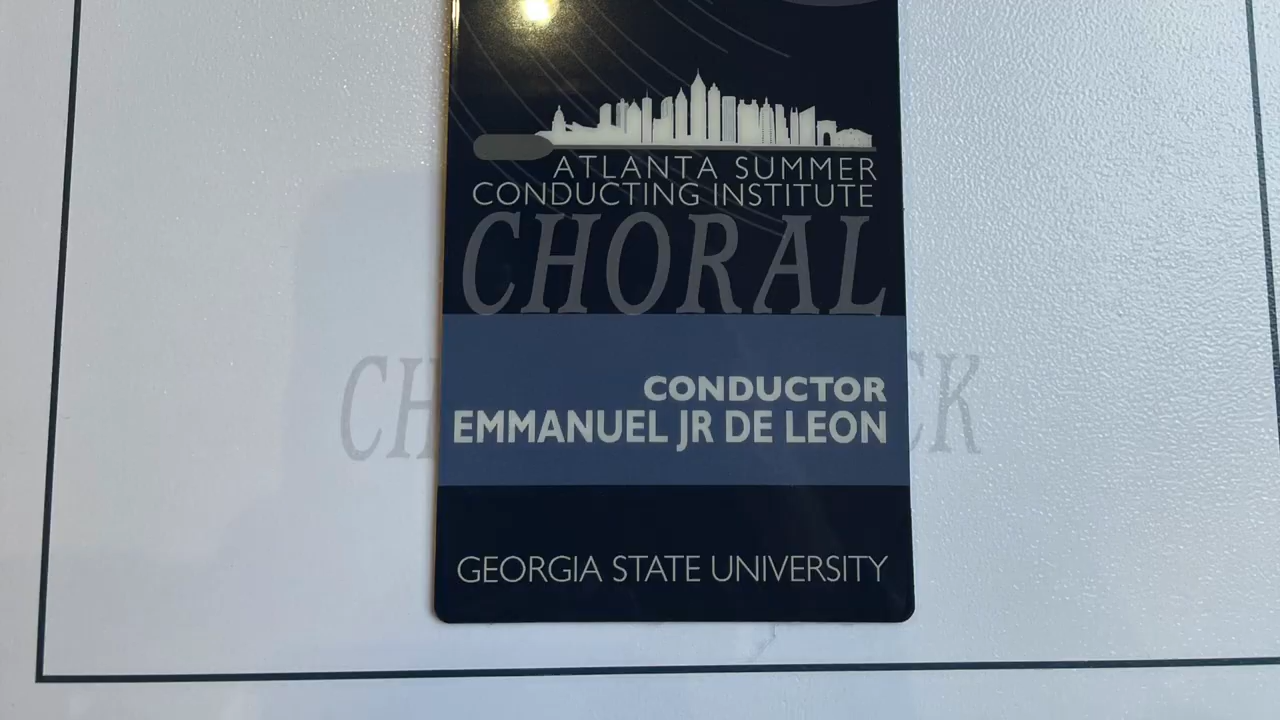 ATLANTA SUMMER
CONDUCTING INSTITUTE
CHORAL
CONDUCTOR
EMMANUEL JR DE LEON
GEORGIA STATE UNIVERSITY